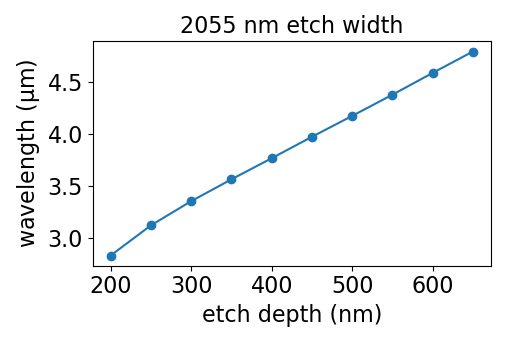 2055 nm etch width
wavelength (μm)
4.5
4.0
3.5
3.0
200 300 400 500 600
etch depth (nm)